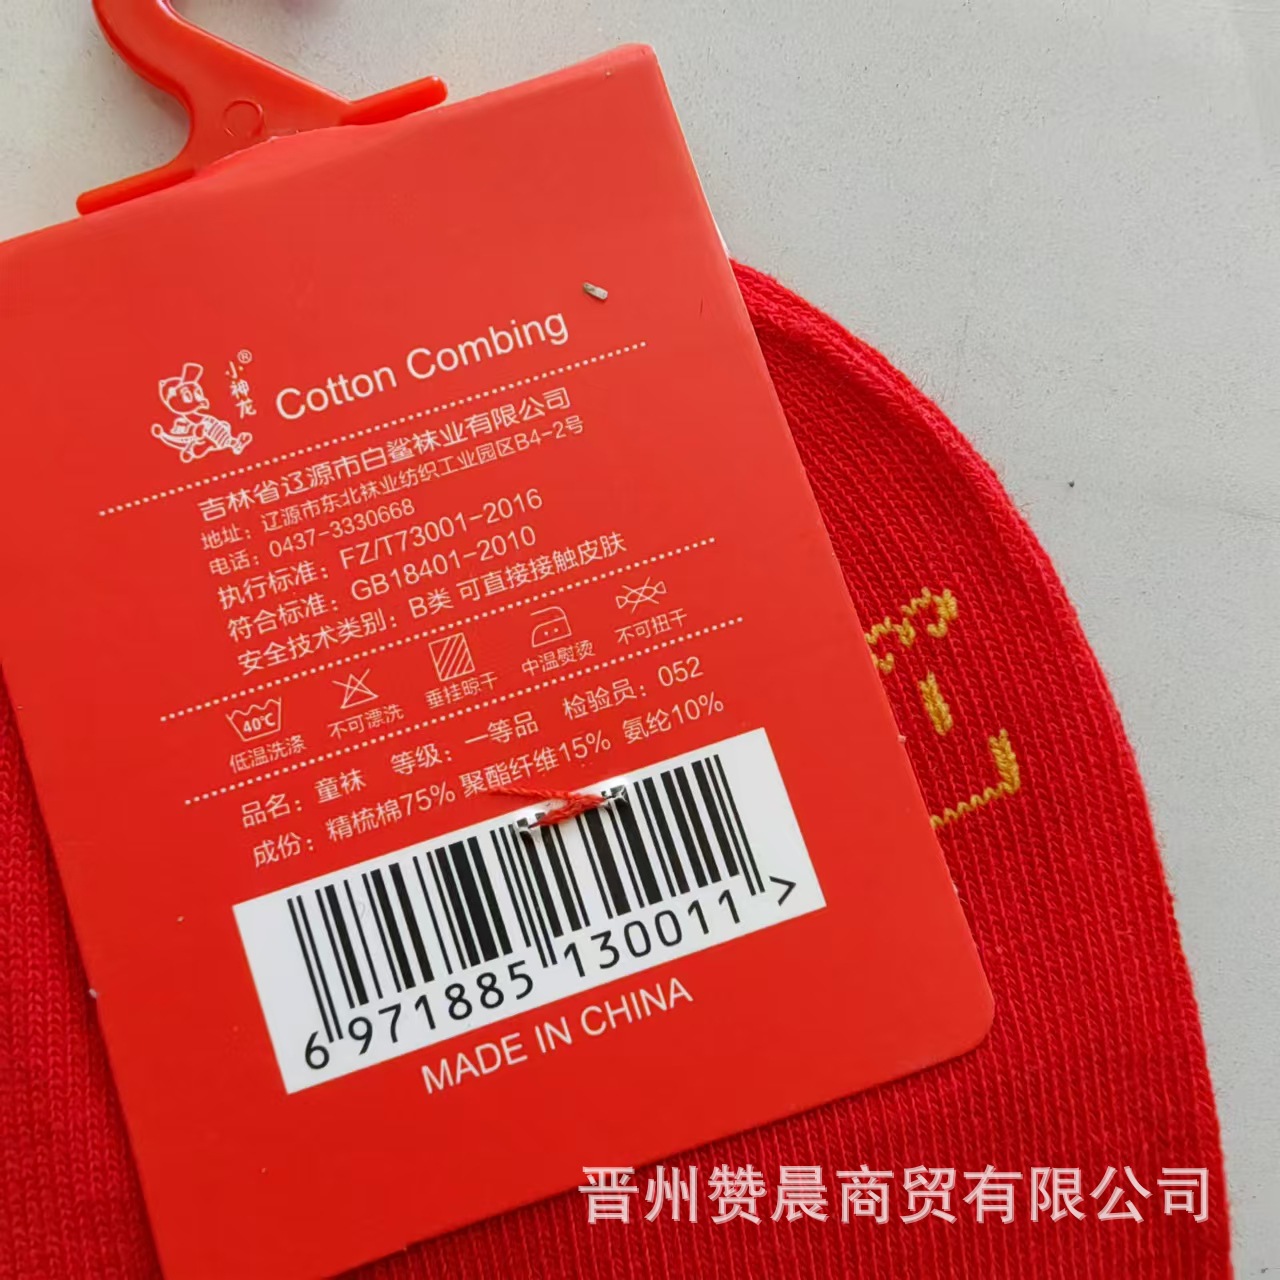 小神龙®
Cotton Combing
吉林省辽源市白鲨袜业有限公司
地址：辽源市东北袜业纺织工业园区B4-2号
电话：0437-3330668
执行标准：FZ/T73001-2016
符合标准：GB18401-2010
安全技术类别：B类 可直接接触皮肤
40℃
低温洗涤 不可漂洗 垂挂晾干 中温熨烫 不可扭干
品名：童袜 等级：一等品 检验员：052
成份：精梳棉75% 聚酯纤维15% 氨纶10%
6 971885 130011 >
MADE IN CHINA
晋州赞晨商贸有限公司